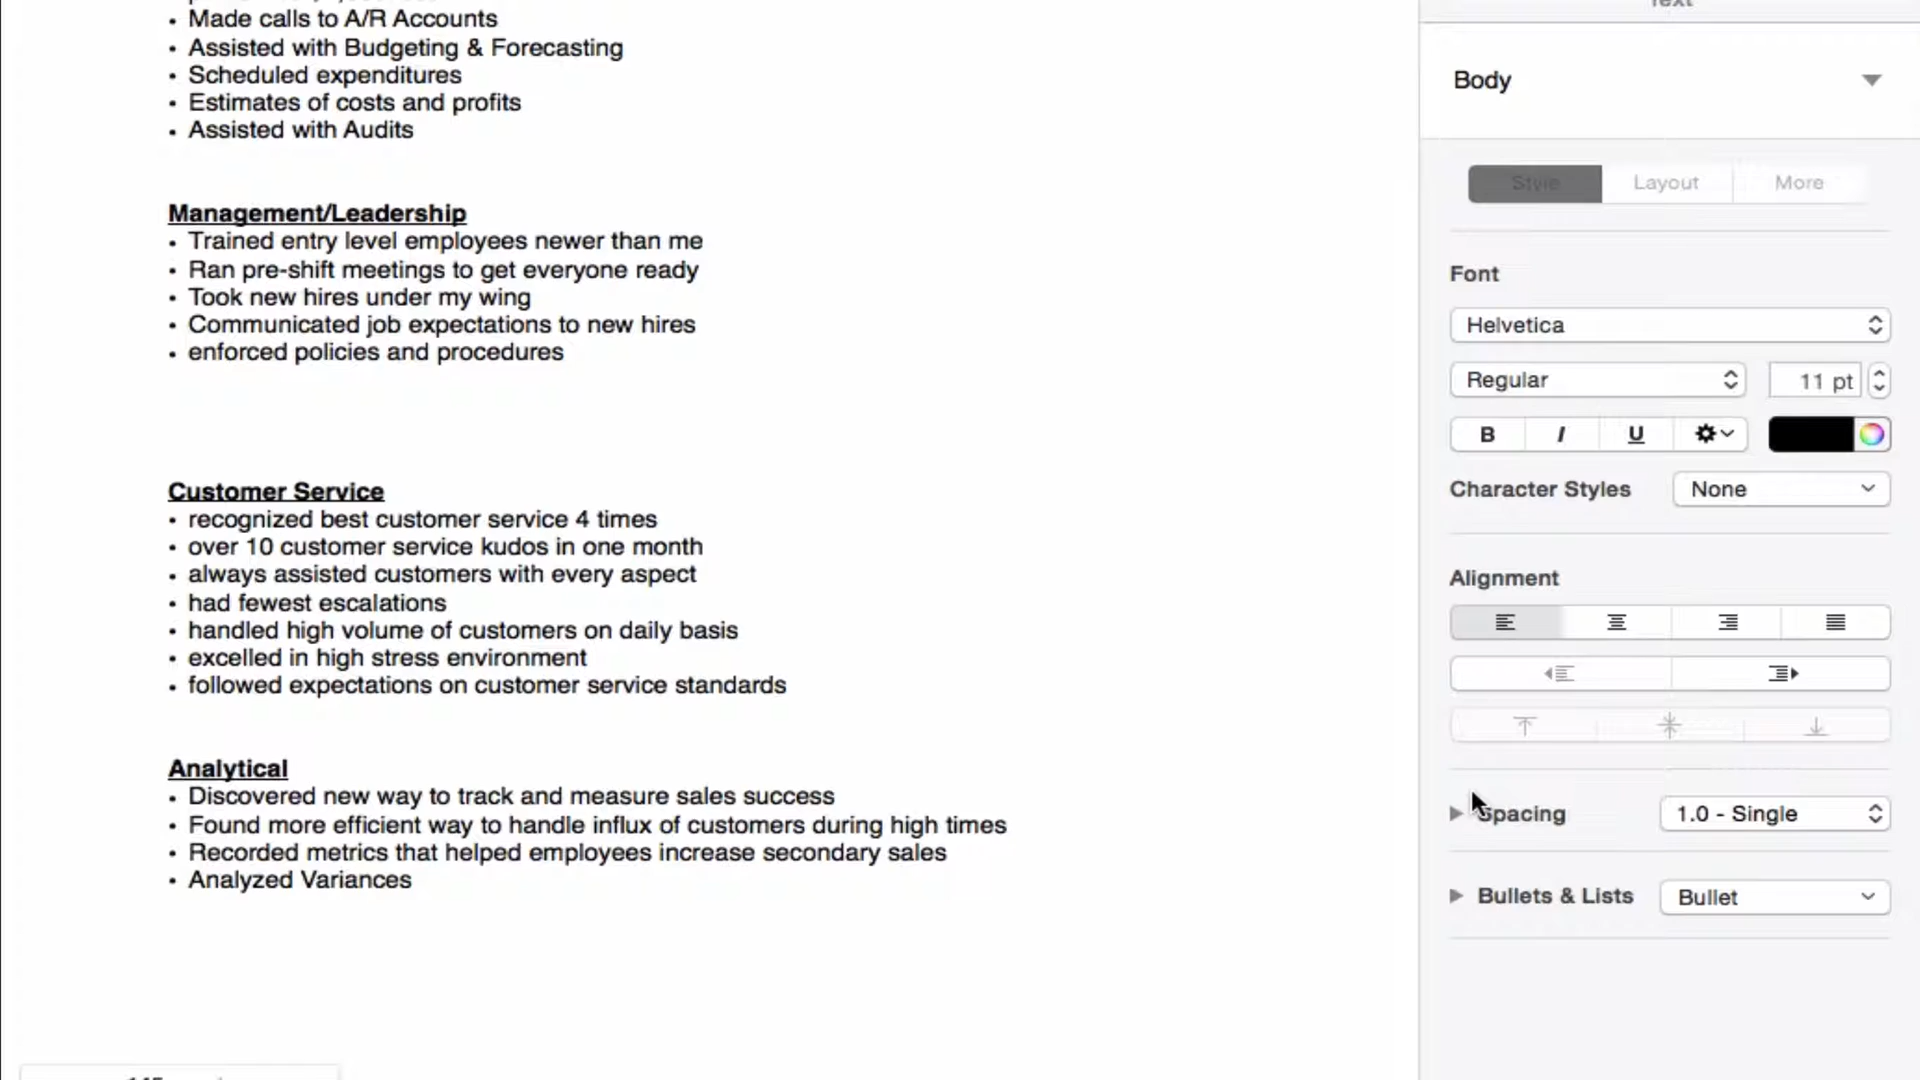 Made calls to A/R Accounts
Assisted with Budgeting & Forecasting
Scheduled expenditures
Estimates of costs and profits
Assisted with Audits
Management/Leadership
Trained entry level employees newer than me
Ran pre-shift meetings to get everyone ready
Took new hires under my wing
Communicated job expectations to new hires
enforced policies and procedures
Customer Service
recognized best customer service 4 times
over 10 customer service kudos in one month
always assisted customers with every aspect
had fewest escalations
handled high volume of customers on daily basis
excelled in high stress environment
followed expectations on customer service standards
Analytical
Discovered new way to track and measure sales success
Found more efficient way to handle influx of customers during high times
Recorded metrics that helped employees increase secondary sales
Analyzed Variances
Text
Body
Style Layout More
Font
Helvetica
Regular 11 pt
B I U
Character Styles None
Alignment
Spacing 1.0 - Single
Bullets & Lists Bullet